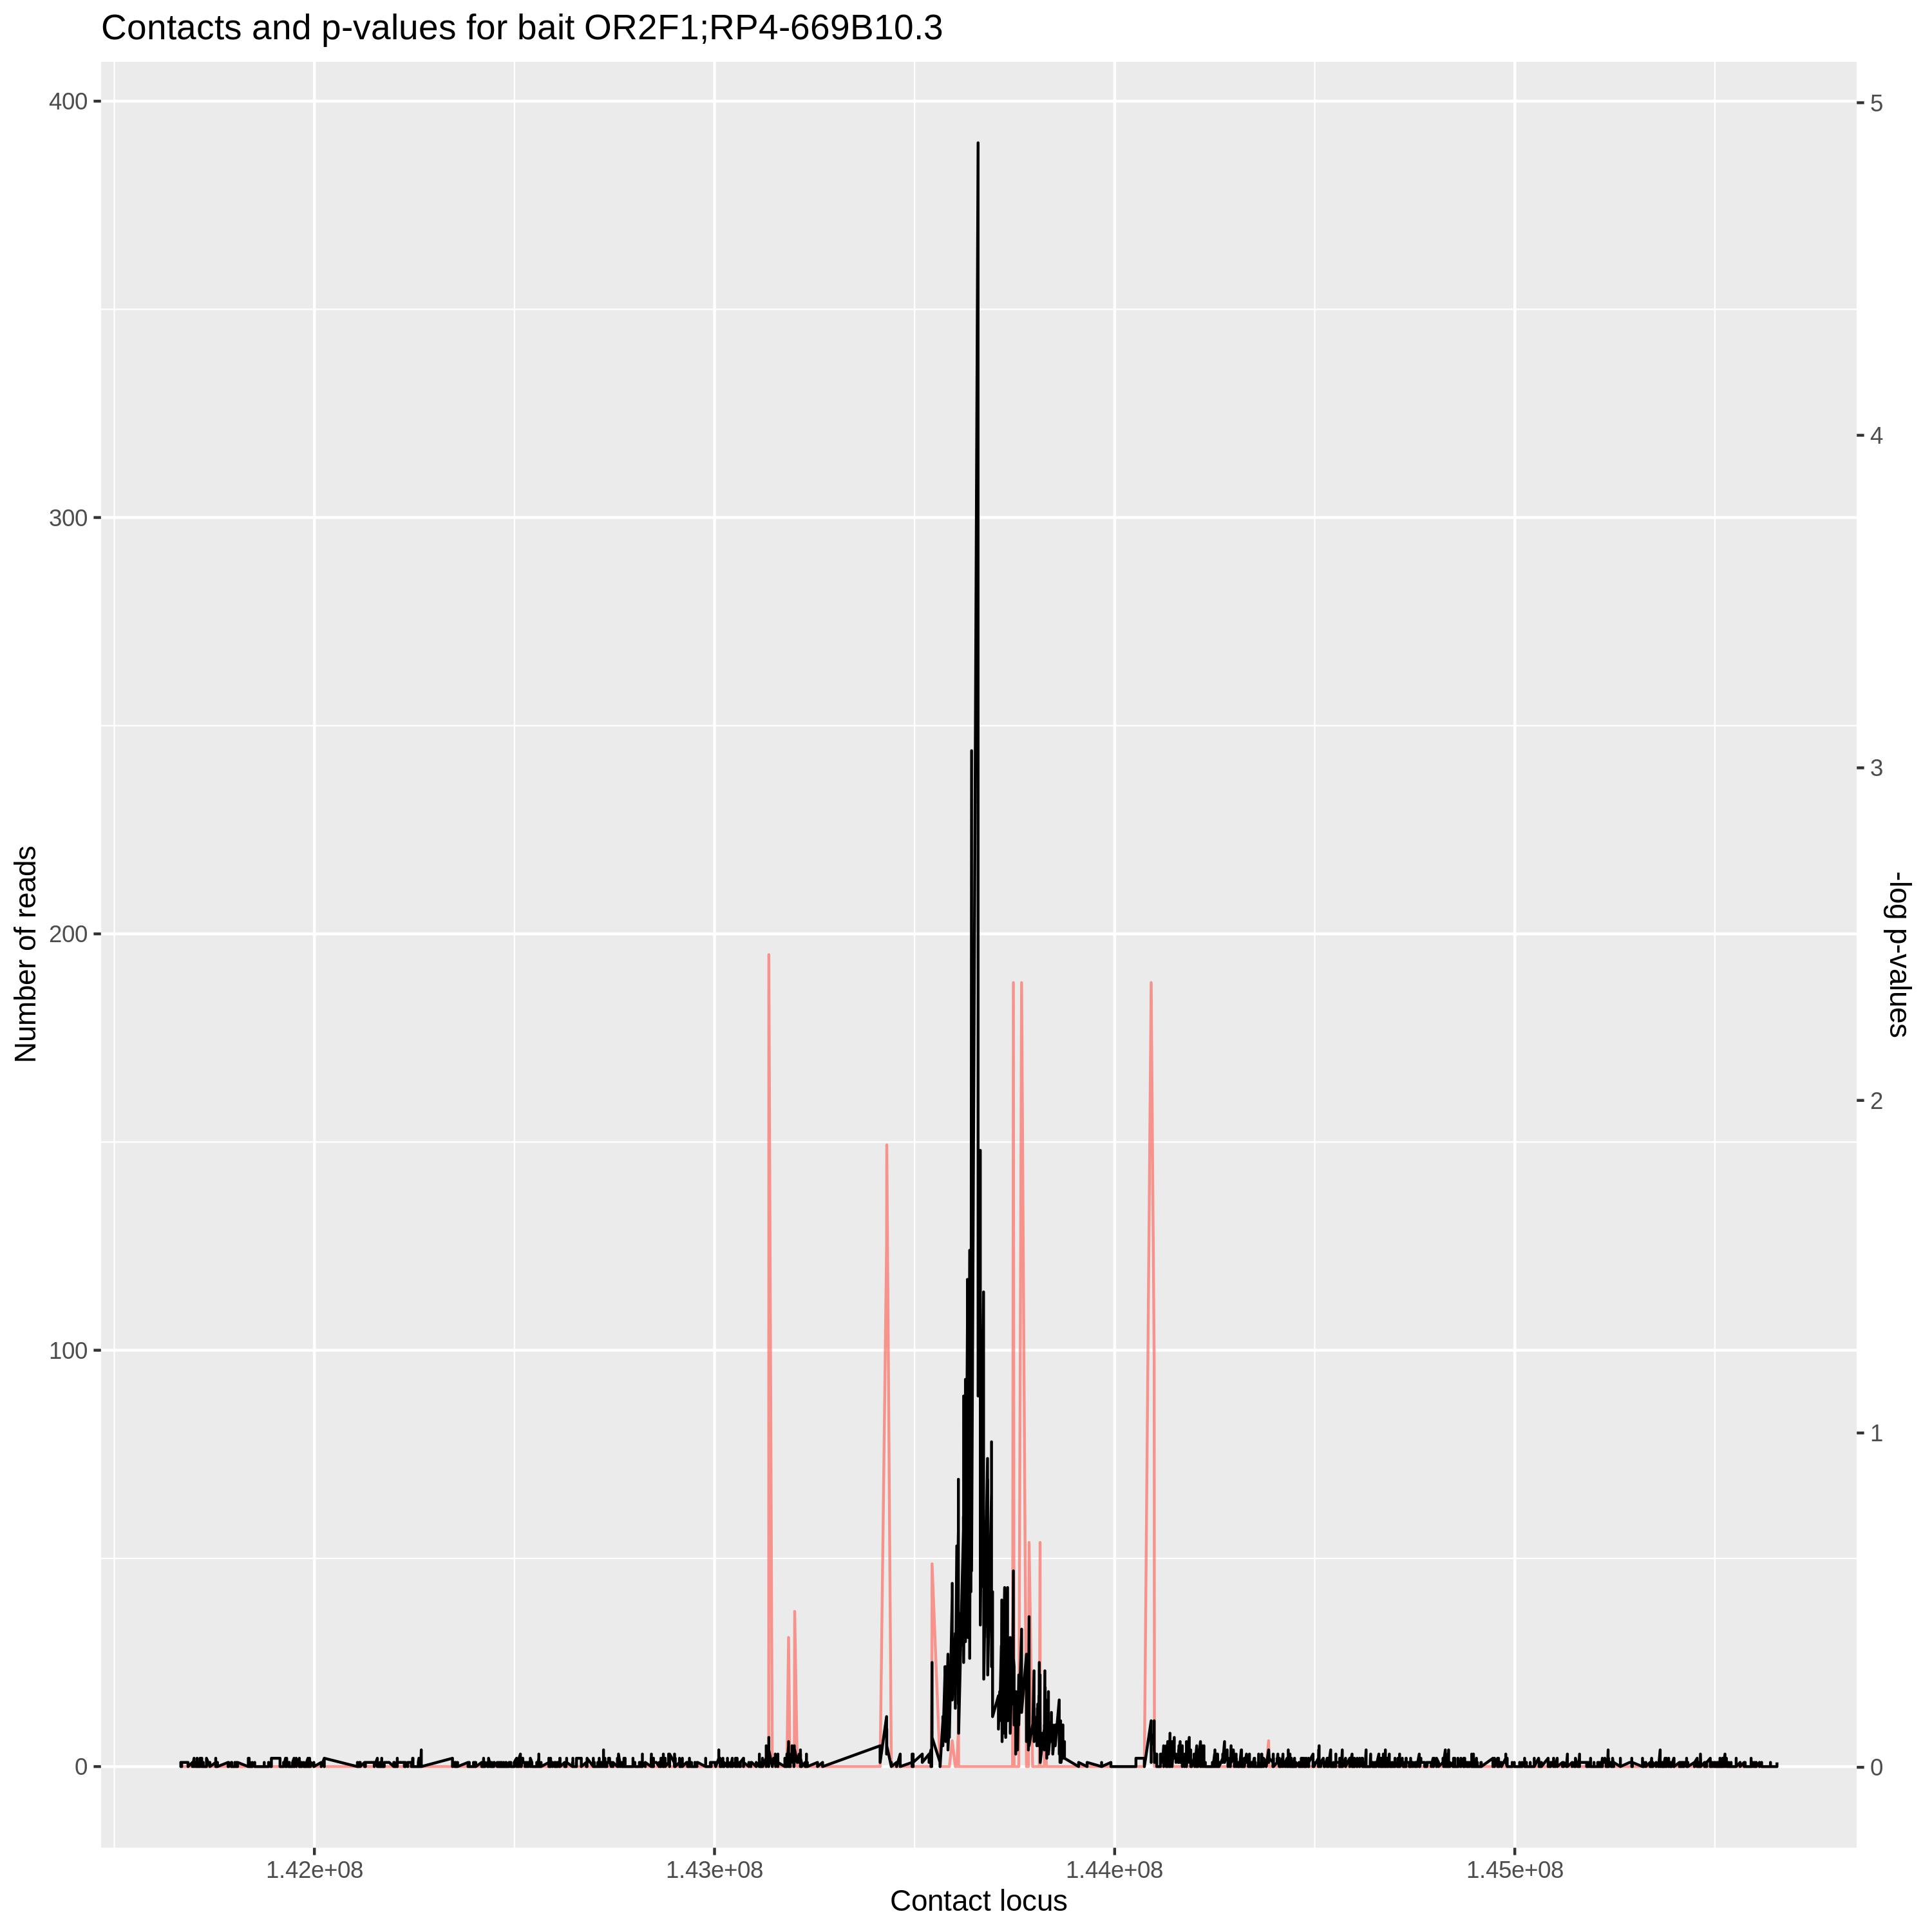 Contacts and p-values for bait OR2F1;RP4-669B10.3
400
300
200
100
0
Number of reads
5
4
3
2
1
0
-log p-values
1.42e+08
1.43e+08
1.44e+08
1.45e+08
Contact locus